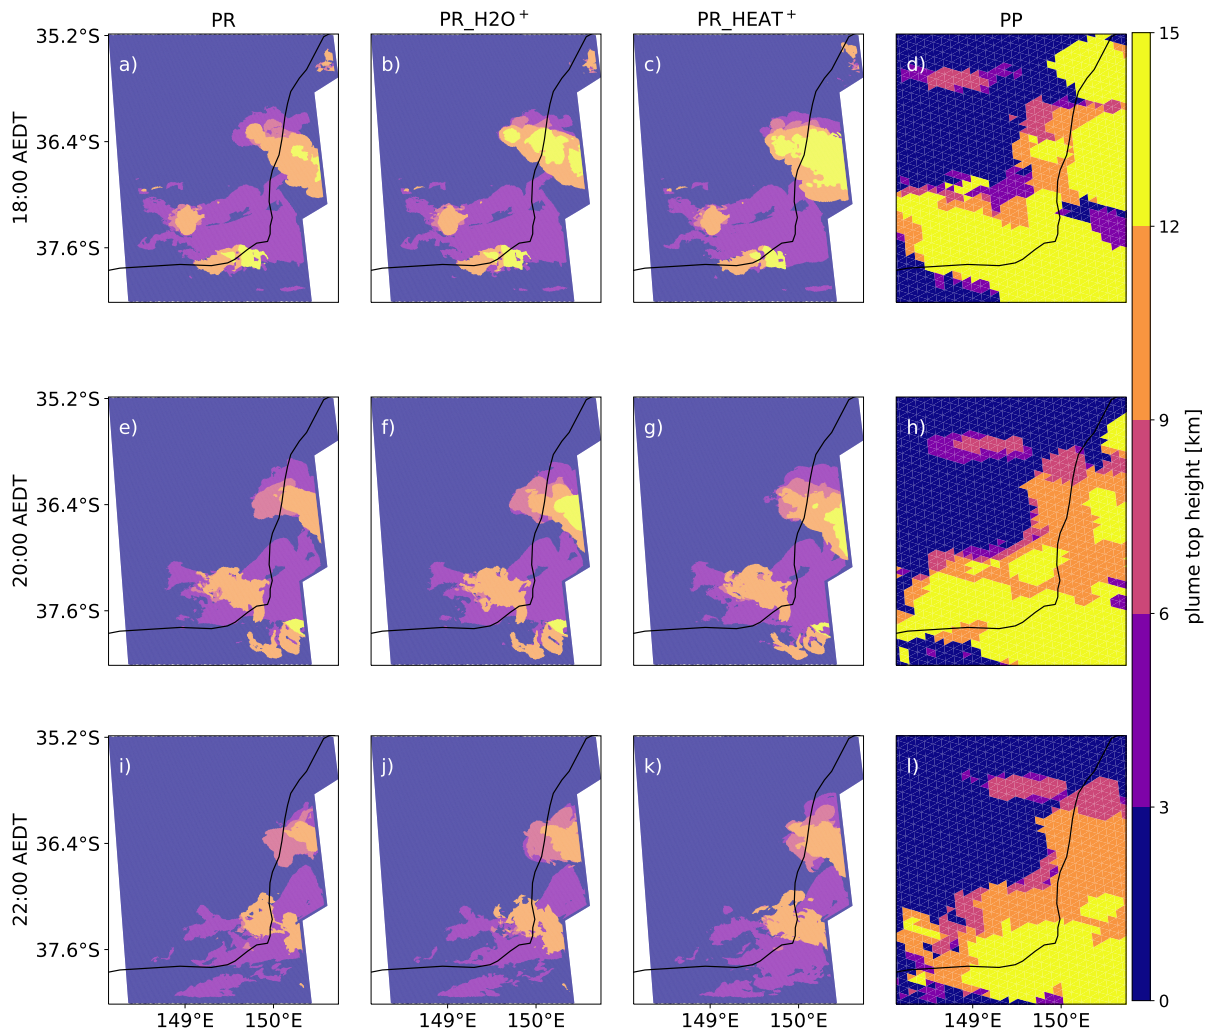 PR PR_H2O⁺ PR_HEAT⁺ PP
35.2°S
36.4°S
37.6°S
18:00 AEDT
a) b) c) d)
35.2°S
36.4°S
37.6°S
20:00 AEDT
e) f) g) h)
35.2°S
36.4°S
37.6°S
22:00 AEDT
i) j) k) l)
149°E 150°E 149°E 150°E 149°E 150°E 149°E 150°E
15
12
9
6
3
0
plume top height [km]